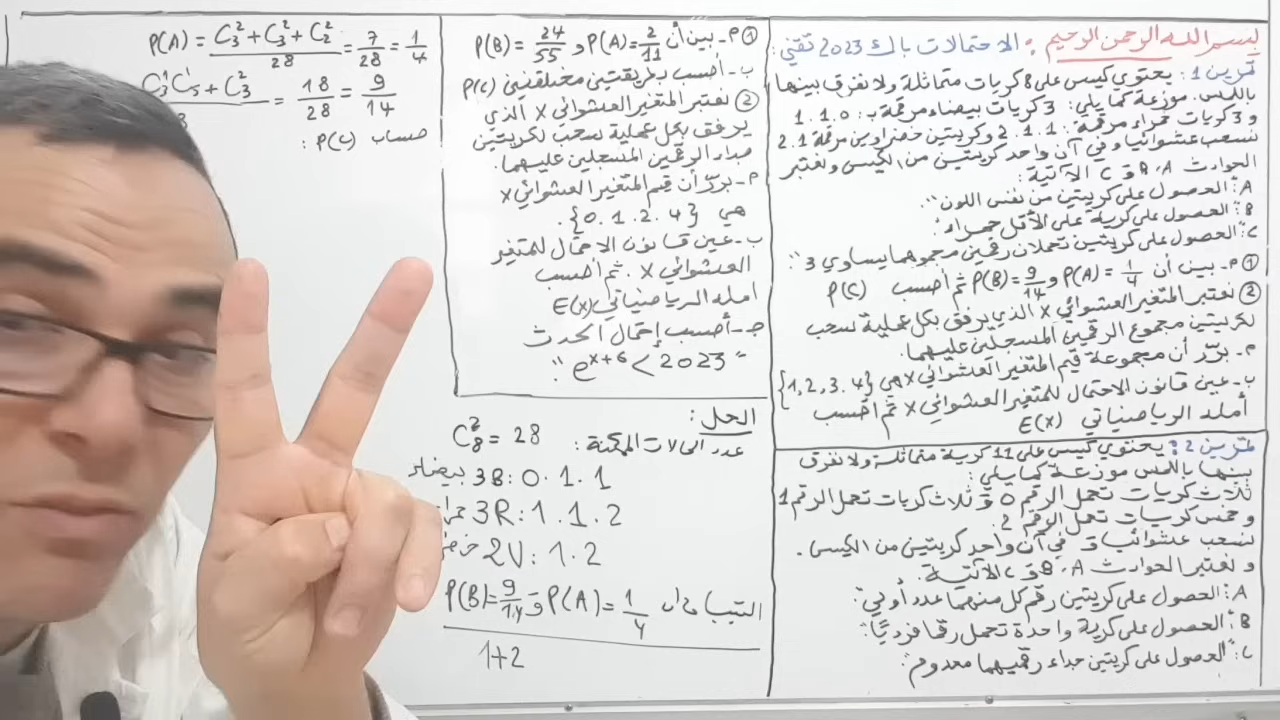 بسم الله الرحمن الرحيم: الاحتمالات باك 2023 تقني:
تمرين 1: يحتوي كيس على 8 كريات متماثلة ولا نفرق بينها
باللمس. موزعة كما يلي: 3 كريات بيضاء مرقمة ب: 0. 1. 1
و 3 كريات حمراء مرقمة: 1. 1. 2 وكريتين خضراوين مرقمة 1. 2
نسحب عشوائيا وفي آن واحد كريتين من الكيس ونعتبر
الحوادث A، B و C الآتية:
A: "الحصول على كريتين من نفس اللون".
B: "الحصول على كرية على الأقل حمراء".
C: "الحصول على كريتين تحملان رقمين مجموعهما يساوي 3".
① م- بين أن P(A) = 1/4 و P(B) = 9/14 ثم أحسب P(C)
② نعتبر المتغير العشوائي X الذي يرفق بكل عملية سحب
لكريتين مجموع الرقمين المسجلين عليهما.
م- برّر أن مجموعة قيم المتغير العشوائي X هي {1, 2, 3. 4}
ب- عين قانون الاحتمال للمتغير العشوائي X ثم أحسب
أمله الرياضياتي E(X)
تمرين 2: يحتوي كيس على 11 كرية متماثلة ولا نفرق
بينها باللمس موزعة كما يلي:
ثلاث كريات تحمل الرقم 0 و ثلاث كريات تحمل الرقم 1
و خمس كريات تحمل الرقم 2.
نسحب عشوائيا و في آن واحد كريتين من الكيس.
و نعتبر الحوادث A، B و C الآتية.
A: "الحصول على كريتين رقم كل منهما عدد أولي".
B: "الحصول على كرية واحدة تحمل رقما فرديًا".
C: "الحصول على كريتين جداء رقميهما معدوم".
① م- بين أن P(A) = 2/11 و P(B) = 24/55
ب- أحسب بطريقتين مختلفتين P(C)
② نعتبر المتغير العشوائي X الذي
يرفق بكل عملية سحب لكريتين
جداء الرقمين المسجلين عليهما.
م- برّر أن قيم المتغير العشوائي X
هي {0. 1. 2. 4}.
ب- عين قانون الاحتمال للمتغير
العشوائي X. ثم أحسب
أمله الرياضياتي E(X)
ج- أحسب إحتمال الحدث
"e^{x+6} < 2023".
الحل:
عدد الحالات الممكنة: C₈² = 28
3B: 0. 1. 1 بيضاء
3R: 1. 1. 2
2V: 1. 2
P(A) = 1/4 و P(B) = 9/14
1+2
P(A) = (C₃² + C₃² + C₂²)/28 = 7/28 = 1/4
C₃¹C₅¹ + C₃² = 18/28 = 9/14
حساب P(C):